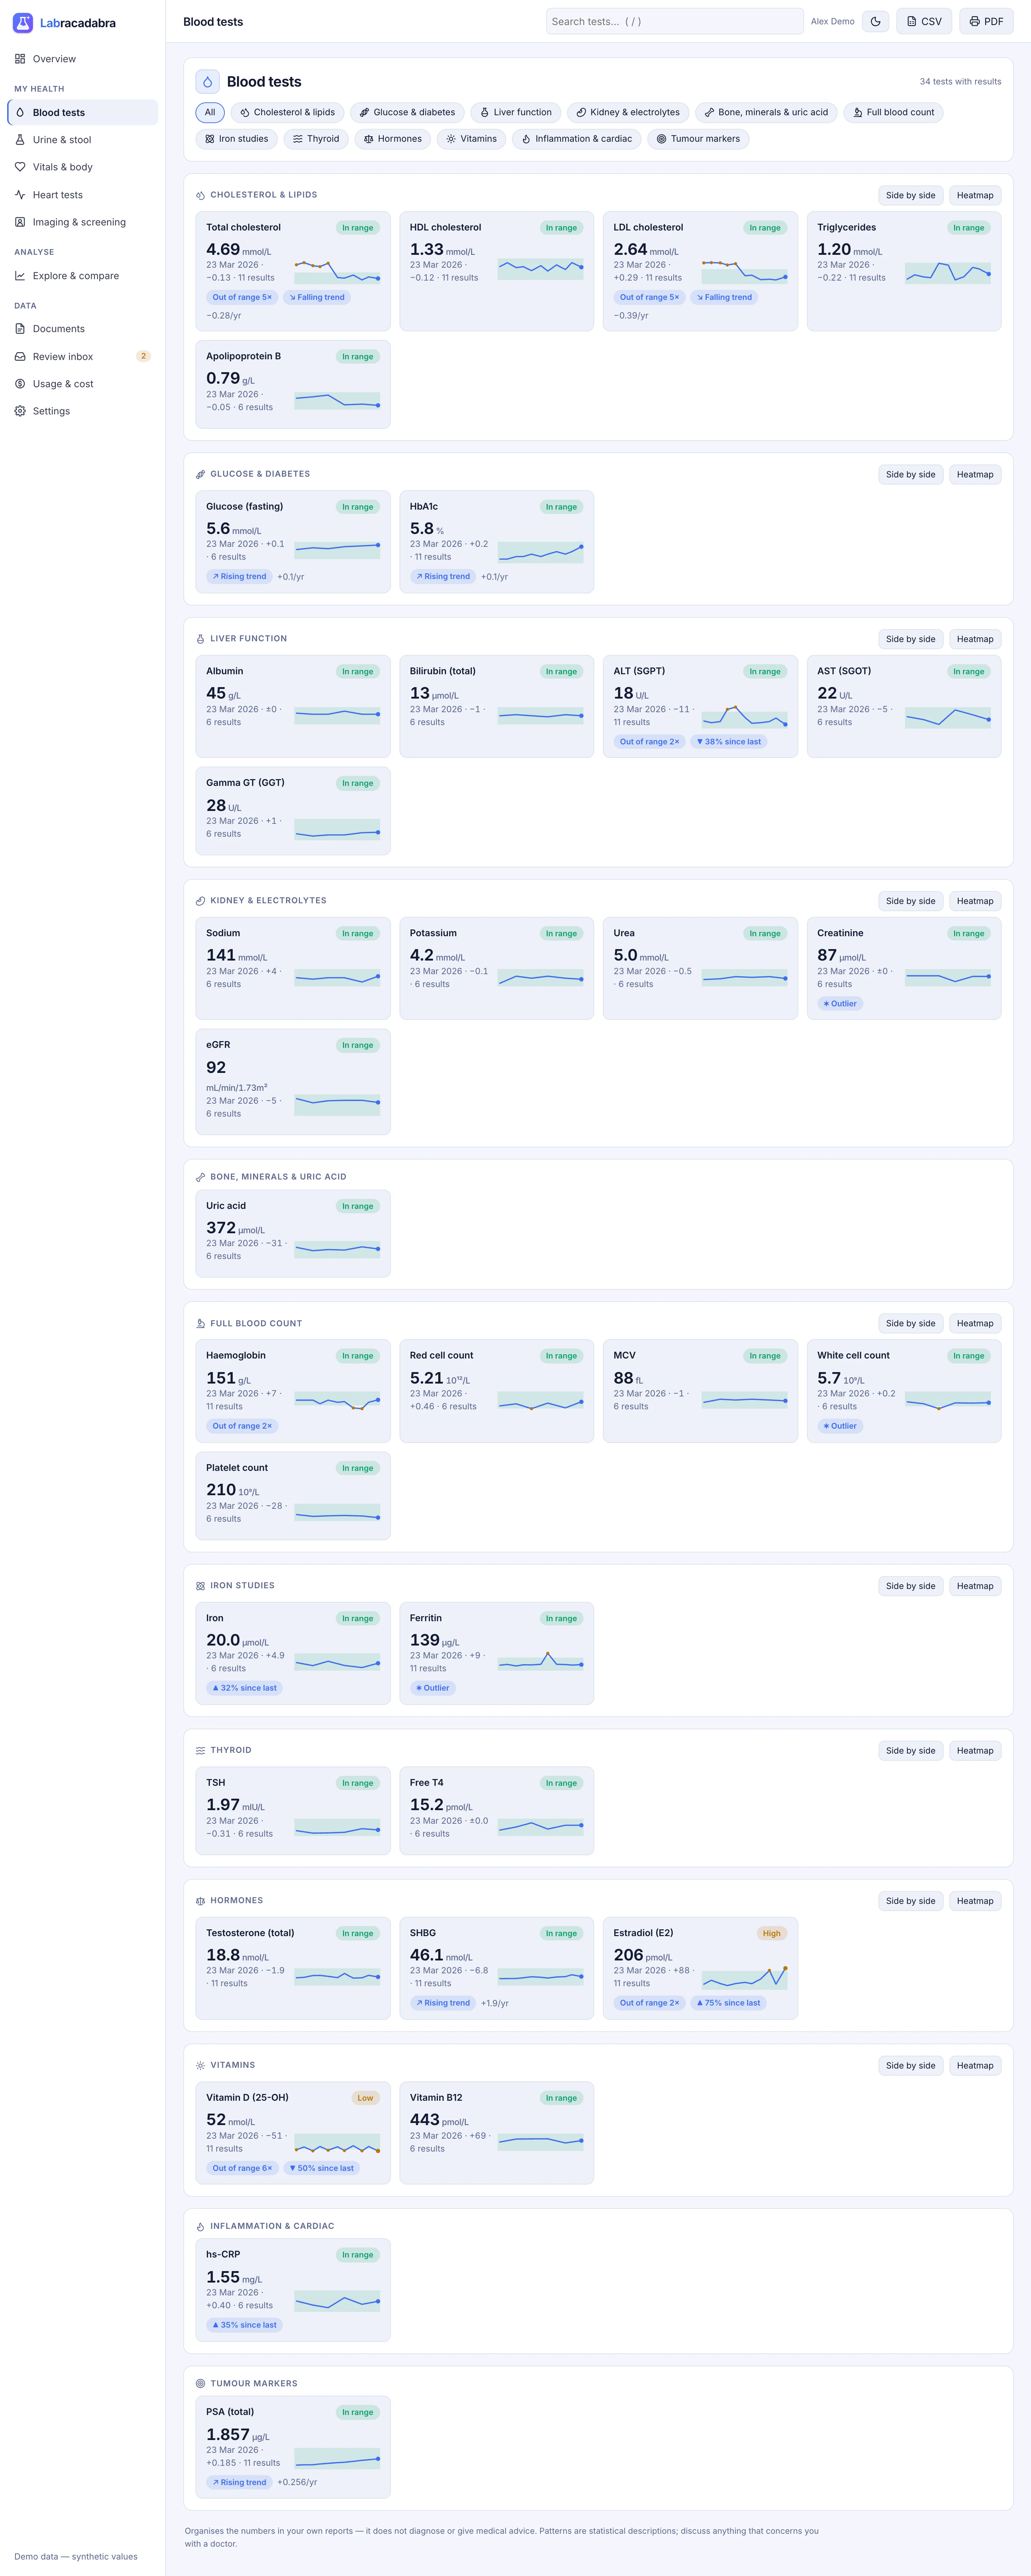 Labracadabra
Overview
MY HEALTH
Blood tests
Urine & stool
Vitals & body
Heart tests
Imaging & screening
ANALYSE
Explore & compare
DATA
Documents
Review inbox 2
Usage & cost
Settings
Demo data — synthetic values
Blood tests Search tests... ( / ) Alex Demo CSV PDF
Blood tests 34 tests with results
All Cholesterol & lipids Glucose & diabetes Liver function Kidney & electrolytes Bone, minerals & uric acid Full blood count
Iron studies Thyroid Hormones Vitamins Inflammation & cardiac Tumour markers
CHOLESTEROL & LIPIDS Side by side Heatmap
Total cholesterol In range
4.69 mmol/L
23 Mar 2026 ·
−0.13 · 11 results
Out of range 5× ↘ Falling trend
−0.28/yr
HDL cholesterol In range
1.33 mmol/L
23 Mar 2026 ·
−0.12 · 11 results
LDL cholesterol In range
2.64 mmol/L
23 Mar 2026 ·
+0.29 · 11 results
Out of range 5× ↘ Falling trend
−0.39/yr
Triglycerides In range
1.20 mmol/L
23 Mar 2026 ·
−0.22 · 11 results
Apolipoprotein B In range
0.79 g/L
23 Mar 2026 ·
−0.05 · 6 results
GLUCOSE & DIABETES Side by side Heatmap
Glucose (fasting) In range
5.6 mmol/L
23 Mar 2026 · +0.1
· 6 results
↗ Rising trend +0.1/yr
HbA1c In range
5.8 %
23 Mar 2026 · +0.2
· 11 results
↗ Rising trend +0.1/yr
LIVER FUNCTION Side by side Heatmap
Albumin In range
45 g/L
23 Mar 2026 · ±0 ·
6 results
Bilirubin (total) In range
13 µmol/L
23 Mar 2026 · −1 ·
6 results
ALT (SGPT) In range
18 U/L
23 Mar 2026 · −11 ·
11 results
Out of range 2× ▼ 38% since last
AST (SGOT) In range
22 U/L
23 Mar 2026 · −5 ·
6 results
Gamma GT (GGT) In range
28 U/L
23 Mar 2026 · +1 ·
6 results
KIDNEY & ELECTROLYTES Side by side Heatmap
Sodium In range
141 mmol/L
23 Mar 2026 · +4 ·
6 results
Potassium In range
4.2 mmol/L
23 Mar 2026 · −0.1
· 6 results
Urea In range
5.0 mmol/L
23 Mar 2026 · −0.5
· 6 results
Creatinine In range
87 µmol/L
23 Mar 2026 · ±0 ·
6 results
∗ Outlier
eGFR In range
92
mL/min/1.73m²
23 Mar 2026 · −5 ·
6 results
BONE, MINERALS & URIC ACID
Uric acid In range
372 µmol/L
23 Mar 2026 · −31 ·
6 results
FULL BLOOD COUNT Side by side Heatmap
Haemoglobin In range
151 g/L
23 Mar 2026 · +7 ·
11 results
Out of range 2×
Red cell count In range
5.21 10¹²/L
23 Mar 2026 ·
+0.46 · 6 results
MCV In range
88 fL
23 Mar 2026 · −1 ·
6 results
White cell count In range
5.7 10⁹/L
23 Mar 2026 · +0.2
· 6 results
∗ Outlier
Platelet count In range
210 10⁹/L
23 Mar 2026 · −28 ·
6 results
IRON STUDIES Side by side Heatmap
Iron In range
20.0 µmol/L
23 Mar 2026 · +4.9
· 6 results
▲ 32% since last
Ferritin In range
139 µg/L
23 Mar 2026 · +9 ·
11 results
∗ Outlier
THYROID Side by side Heatmap
TSH In range
1.97 mIU/L
23 Mar 2026 ·
−0.31 · 6 results
Free T4 In range
15.2 pmol/L
23 Mar 2026 · ±0.0
· 6 results
HORMONES Side by side Heatmap
Testosterone (total) In range
18.8 nmol/L
23 Mar 2026 · −1.9
· 11 results
SHBG In range
46.1 nmol/L
23 Mar 2026 · −6.8
· 11 results
↗ Rising trend +1.9/yr
Estradiol (E2) High
206 pmol/L
23 Mar 2026 · +88 ·
11 results
Out of range 2× ▲ 75% since last
VITAMINS Side by side Heatmap
Vitamin D (25-OH) Low
52 nmol/L
23 Mar 2026 · −51 ·
11 results
Out of range 6× ▼ 50% since last
Vitamin B12 In range
443 pmol/L
23 Mar 2026 · +69 ·
6 results
INFLAMMATION & CARDIAC
hs-CRP In range
1.55 mg/L
23 Mar 2026 ·
+0.40 · 6 results
▲ 35% since last
TUMOUR MARKERS
PSA (total) In range
1.857 µg/L
23 Mar 2026 ·
+0.185 · 11 results
↗ Rising trend +0.256/yr
Organises the numbers in your own reports — it does not diagnose or give medical advice. Patterns are statistical descriptions; discuss anything that concerns you
with a doctor.